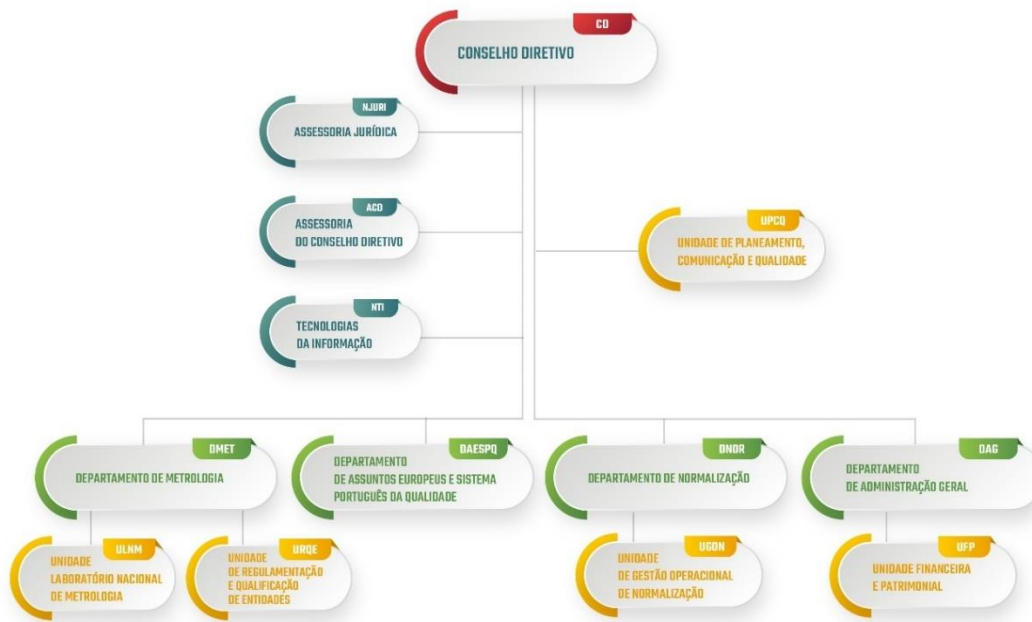 CD
CONSELHO DIRETIVO
NJURI
ASSESSORIA JURÍDICA
ACD
ASSESSORIA
DO CONSELHO DIRETIVO
UPCQ
UNIDADE DE PLANEAMENTO,
COMUNICAÇÃO E QUALIDADE
NTI
TECNOLOGIAS
DA INFORMAÇÃO
DMET
DEPARTAMENTO DE METROLOGIA
DAESPQ
DEPARTAMENTO
DE ASSUNTOS EUROPEUS E SISTEMA
PORTUGUÊS DA QUALIDADE
DNOR
DEPARTAMENTO DE NORMALIZAÇÃO
DAG
DEPARTAMENTO
DE ADMINISTRAÇÃO GERAL
ULNM
UNIDADE
LABORATÓRIO NACIONAL
DE METROLOGIA
URQE
UNIDADE
DE REGULAMENTAÇÃO
E QUALIFICAÇÃO
DE ENTIDADES
UGON
UNIDADE
DE GESTÃO OPERACIONAL
DE NORMALIZAÇÃO
UFP
UNIDADE FINANCEIRA
E PATRIMONIAL